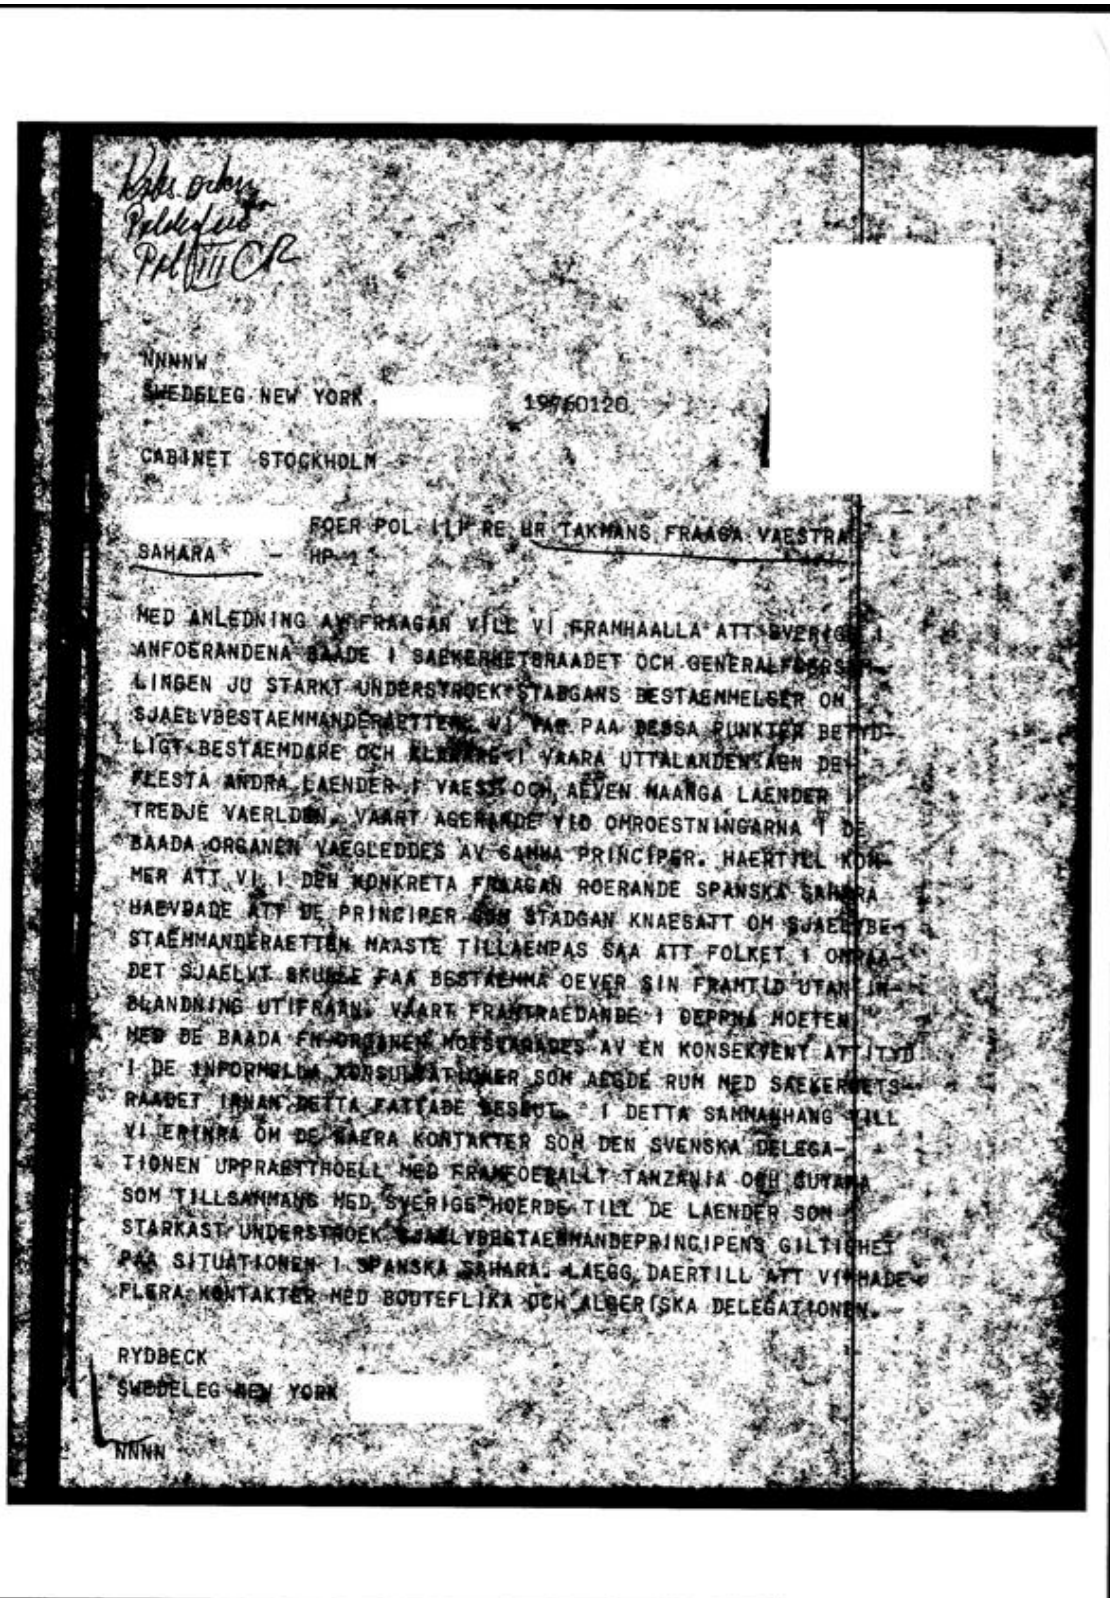 Pol III CR
NNNNW
SWEDELEG NEW YORK 19760120
CABINET STOCKHOLM
FOER POL III RE HR TAKMANS FRAAGA VAESTRA
SAHARA - HP 1
MED ANLEDNING AV FRAAGAN VILL VI FRAMHAALLA ATT SVERIGE I
ANFOERANDENA BAADE I SAEKERHETSRAADET OCH GENERALFOERSAM-
LINGEN JU STARKT UNDERSTROEK STADGANS BESTAEMMELSER OM
SJAELVBESTAEMMANDERAETTEN. VI VAR PAA DESSA PUNKTER BETYD-
LIGT BESTAEMDARE OCH KLARARE I VAARA UTTALANDEN AEN DE
FLESTA ANDRA LAENDER I VAEST OCH AEVEN MAANGA LAENDER I
TREDJE VAERLDEN. VAART AGERANDE VID OMROESTNINGARNA I DE
BAADA ORGANEN VAEGLEDDES AV SAMMA PRINCIPER. HAERTILL KOM-
MER ATT VI I DEN KONKRETA FRAAGAN ROERANDE SPANSKA SAHARA
HAEVDADE ATT DE PRINCIPER SOM STADGAN KNAESATT OM SJAELVBE-
STAEMMANDERAETTEN MAASTE TILLAEMPAS SAA ATT FOLKET I OMRAA-
DET SJAELVT SKULLE FAA BESTAEMMA OEVER SIN FRAMTID UTAN IN-
BLANDNING UTIFRAAN. VAART FRAMTRAEDANDE I OEPPNA MOETEN
MED DE BAADA FN-ORGANEN MOTSVARADES AV EN KONSEKVENT ATTITYD
I DE INFORMELLA KONSULTATIONER SOM AEGDE RUM MED SAEKERHETS-
RAADET INNAN DETTA FATTADE BESLUT. I DETTA SAMMANHANG VILL
VI ERINRA OM DE NAERA KONTAKTER SOM DEN SVENSKA DELEGA-
TIONEN UPPRAETTHOELL MED FRAMFOERALLT TANZANIA OCH GUYANA
SOM TILLSAMMANS MED SVERIGE HOERDE TILL DE LAENDER SOM
STARKAST UNDERSTROEK SJAELVBESTAEMMANDEPRINCIPENS GILTIGHET
PAA SITUATIONEN I SPANSKA SAHARA. LAEGG DAERTILL ATT VI HADE
FLERA KONTAKTER MED BOUTEFLIKA OCH ALGERISKA DELEGATIONEN.
RYDBECK
SWEDELEG NEW YORK
NNNN